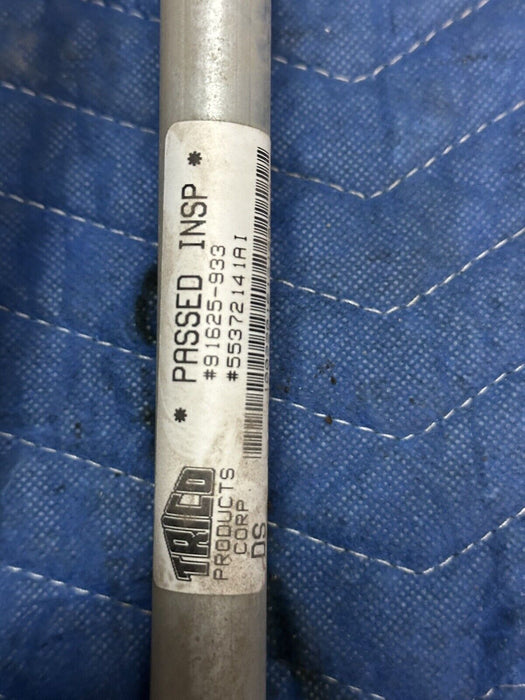 * PASSED INSP *
#91625-933
#55372141AI
TRICO
PRODUCTS
CORP
DS